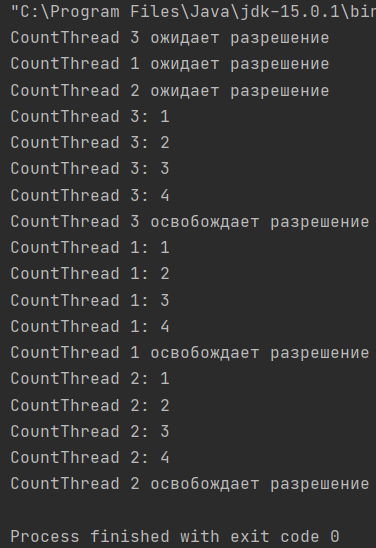 "C:\Program Files\Java\jdk-15.0.1\bin
CountThread 3 ожидает разрешение
CountThread 1 ожидает разрешение
CountThread 2 ожидает разрешение
CountThread 3: 1
CountThread 3: 2
CountThread 3: 3
CountThread 3: 4
CountThread 3 освобождает разрешение
CountThread 1: 1
CountThread 1: 2
CountThread 1: 3
CountThread 1: 4
CountThread 1 освобождает разрешение
CountThread 2: 1
CountThread 2: 2
CountThread 2: 3
CountThread 2: 4
CountThread 2 освобождает разрешение
Process finished with exit code 0